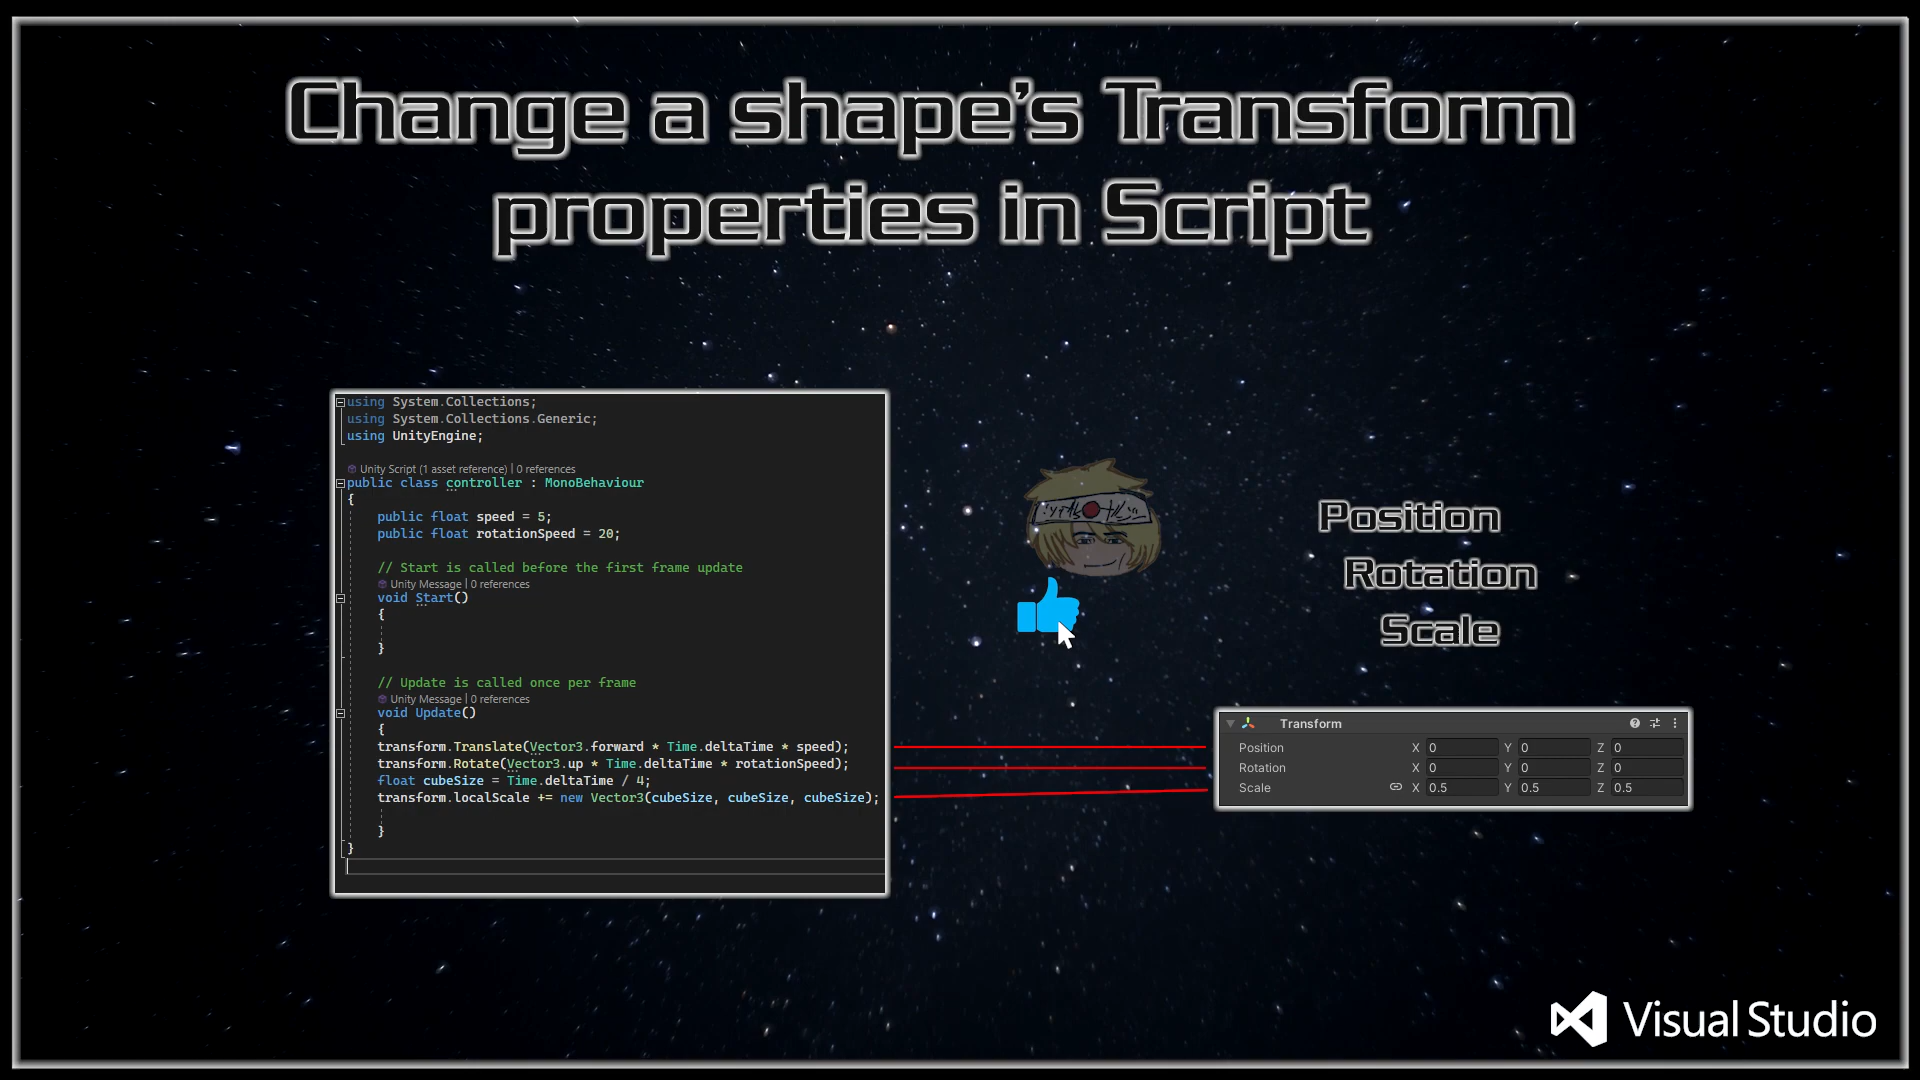 Change a shape's Transform
properties in Script
using System.Collections;
using System.Collections.Generic;
using UnityEngine;
Unity Script (1 asset reference) | 0 references
public class controller : MonoBehaviour
{
public float speed = 5;
public float rotationSpeed = 20;
// Start is called before the first frame update
Unity Message | 0 references
void Start()
{
}
// Update is called once per frame
Unity Message | 0 references
void Update()
{
transform.Translate(Vector3.forward * Time.deltaTime * speed);
transform.Rotate(Vector3.up * Time.deltaTime * rotationSpeed);
float cubeSize = Time.deltaTime / 4;
transform.localScale += new Vector3(cubeSize, cubeSize, cubeSize);
}
}
Position
Rotation
Scale
Transform
Position X 0 Y 0 Z 0
Rotation X 0 Y 0 Z 0
Scale X 0.5 Y 0.5 Z 0.5
Visual Studio